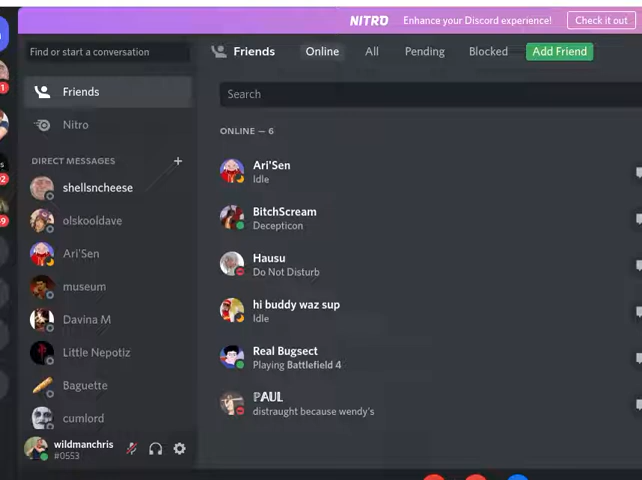 NITRO Enhance your Discord experience! Check it out
Find or start a conversation
Friends Online All Pending Blocked Add Friend
Friends
Search
Nitro
ONLINE — 6
DIRECT MESSAGES +
Ari'Sen
Idle
shellsncheese
BitchScream
Decepticon
olskooldave
Ari'Sen
Hausu
Do Not Disturb
museum
hi buddy waz sup
Idle
Davina M
Little Nepotiz
Real Bugsect
Playing Battlefield 4
Baguette
ℙ𝔸𝕌𝕃
distraught because wendy's
cumlord
wildmanchris
#0553